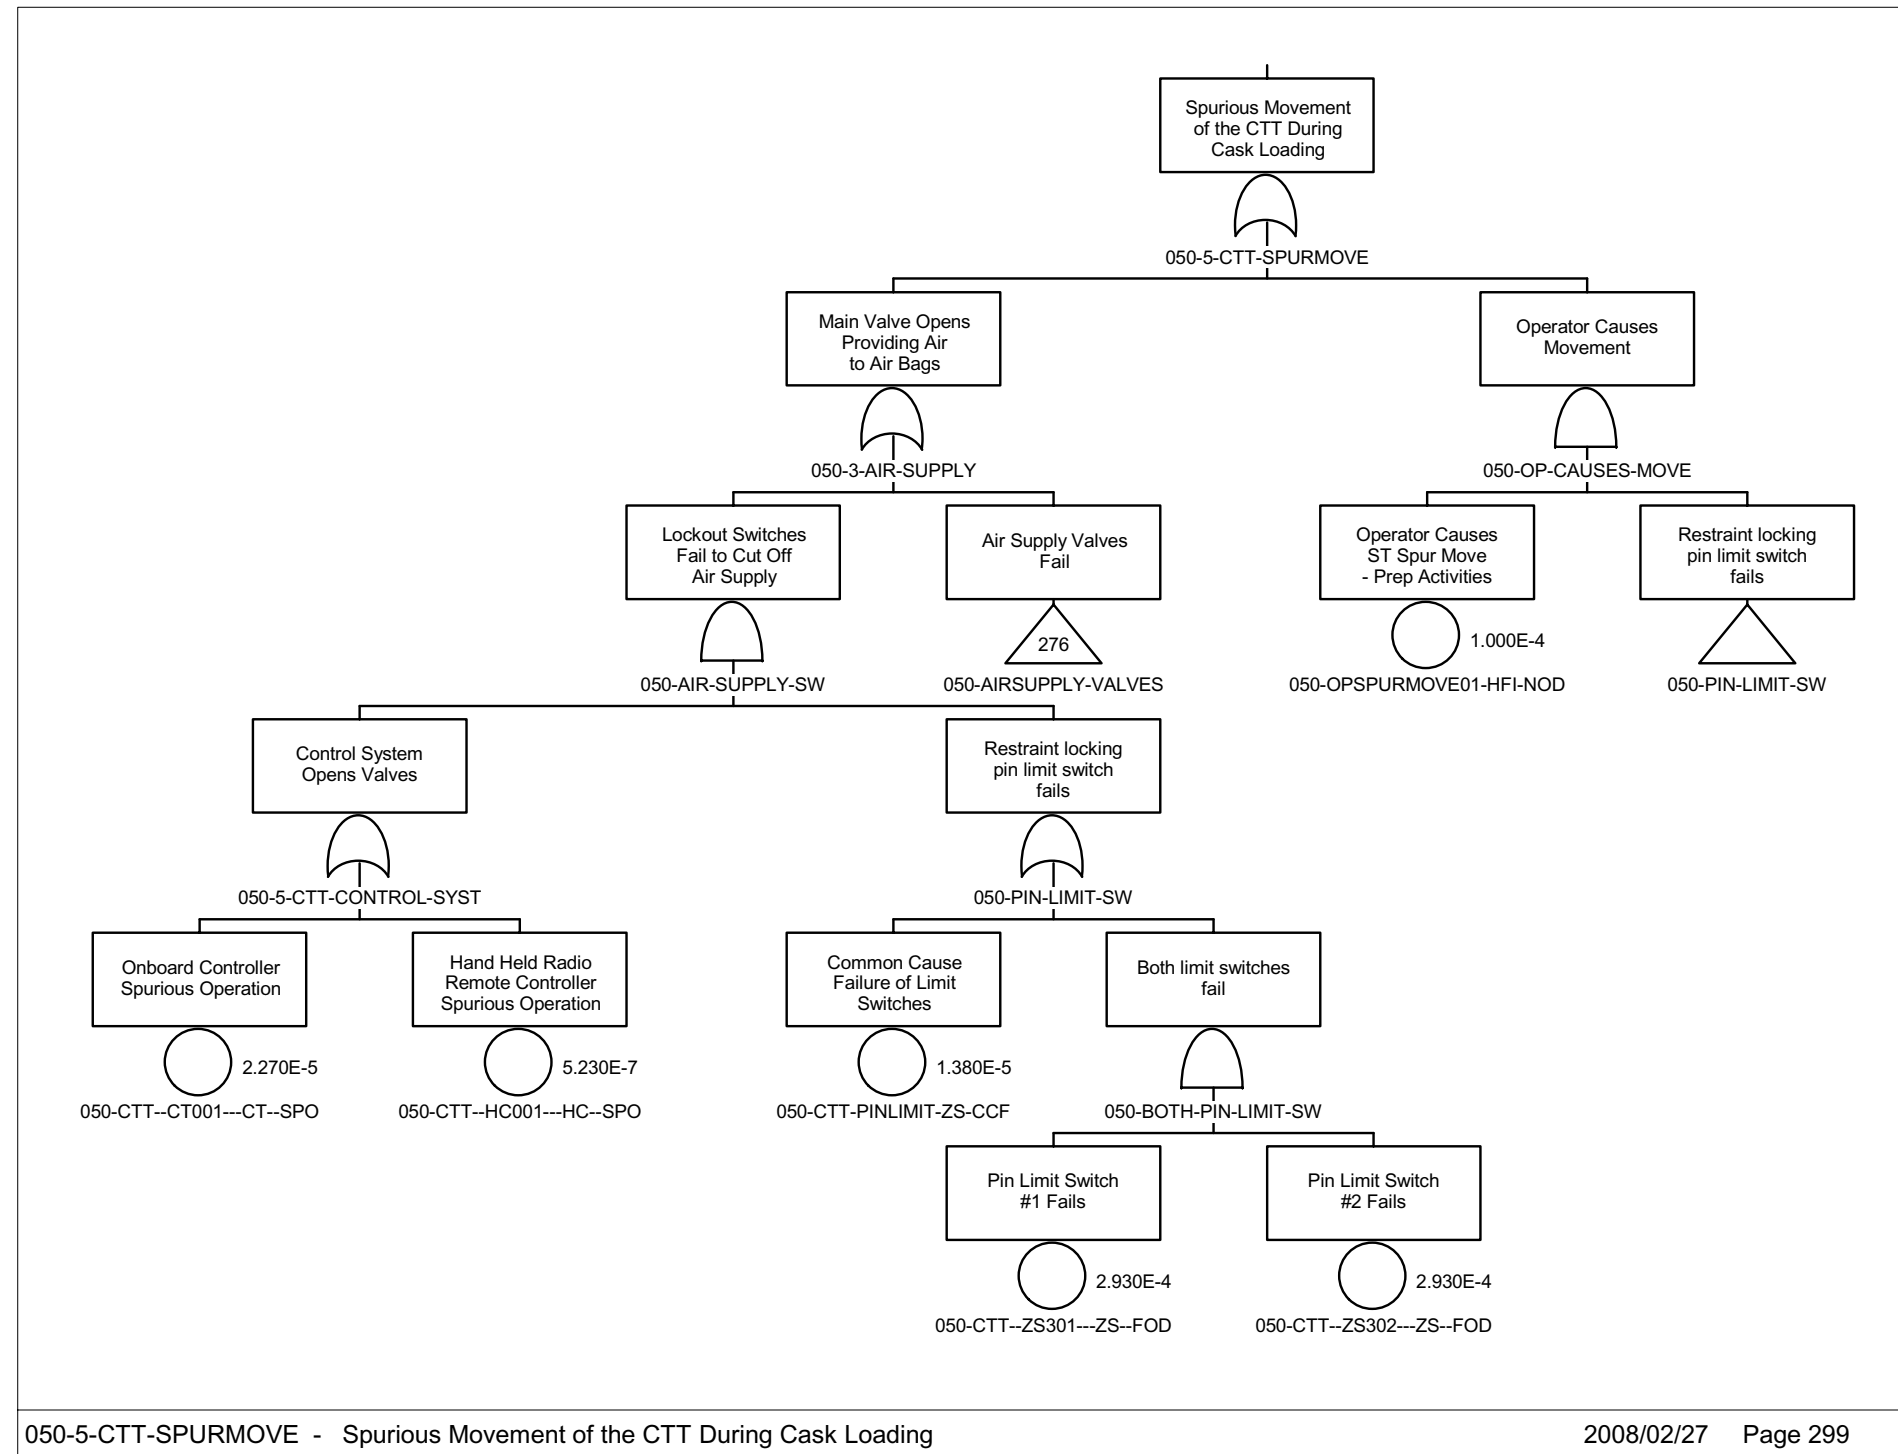 Spurious Movement
of the CTT During
Cask Loading
050-5-CTT-SPURMOVE
Main Valve Opens
Providing Air
to Air Bags
050-3-AIR-SUPPLY
Operator Causes
Movement
050-OP-CAUSES-MOVE
Lockout Switches
Fail to Cut Off
Air Supply
050-AIR-SUPPLY-SW
Air Supply Valves
Fail
276
050-AIRSUPPLY-VALVES
Operator Causes
ST Spur Move
- Prep Activities
1.000E-4
050-OPSPURMOVE01-HFI-NOD
Restraint locking
pin limit switch
fails
050-PIN-LIMIT-SW
Control System
Opens Valves
050-5-CTT-CONTROL-SYST
Restraint locking
pin limit switch
fails
050-PIN-LIMIT-SW
Onboard Controller
Spurious Operation
2.270E-5
050-CTT--CT001---CT--SPO
Hand Held Radio
Remote Controller
Spurious Operation
5.230E-7
050-CTT--HC001---HC--SPO
Common Cause
Failure of Limit
Switches
1.380E-5
050-CTT-PINLIMIT-ZS-CCF
Both limit switches
fail
050-BOTH-PIN-LIMIT-SW
Pin Limit Switch
#1 Fails
2.930E-4
050-CTT--ZS301---ZS--FOD
Pin Limit Switch
#2 Fails
2.930E-4
050-CTT--ZS302---ZS--FOD
050-5-CTT-SPURMOVE - Spurious Movement of the CTT During Cask Loading
2008/02/27 Page 299